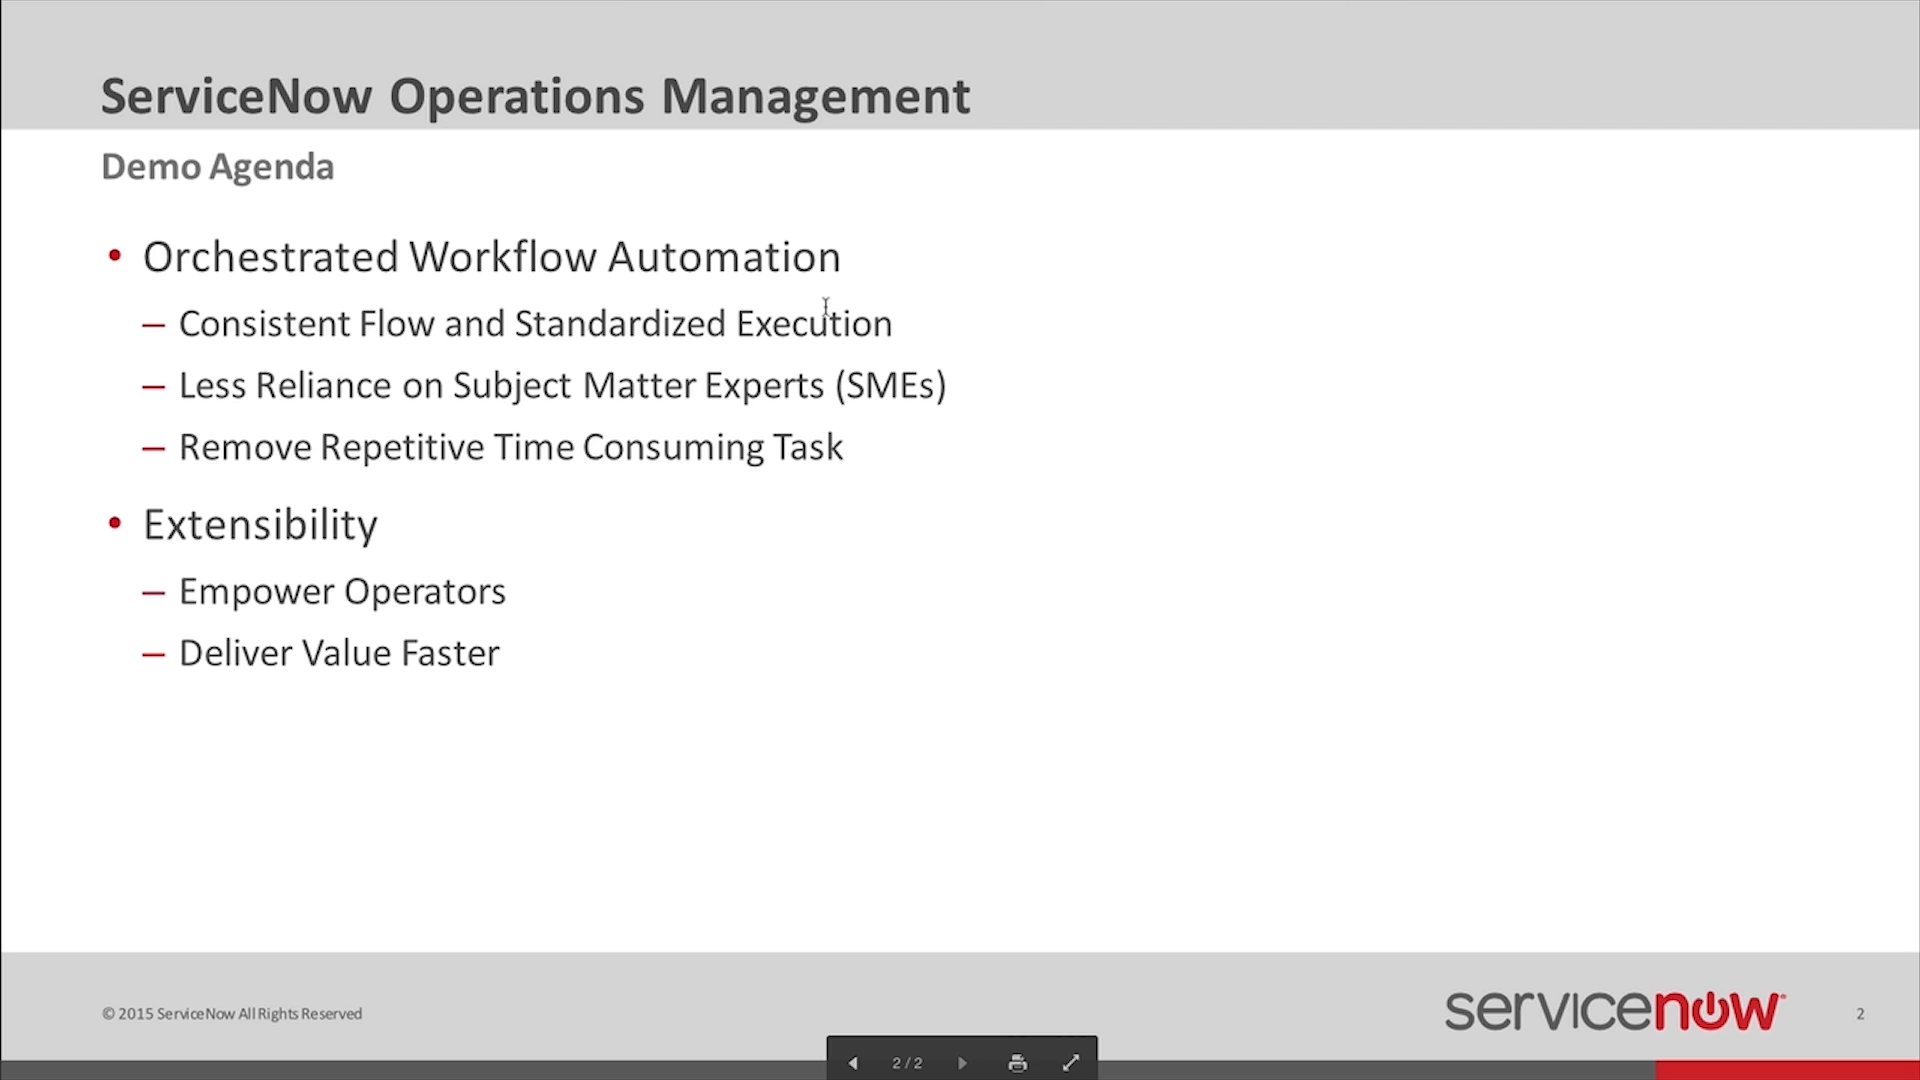 ServiceNow Operations Management
Demo Agenda
• Orchestrated Workflow Automation
– Consistent Flow and Standardized Execution
– Less Reliance on Subject Matter Experts (SMEs)
– Remove Repetitive Time Consuming Task
• Extensibility
– Empower Operators
– Deliver Value Faster
© 2015 ServiceNow All Rights Reserved
servicenow
2
2 / 2